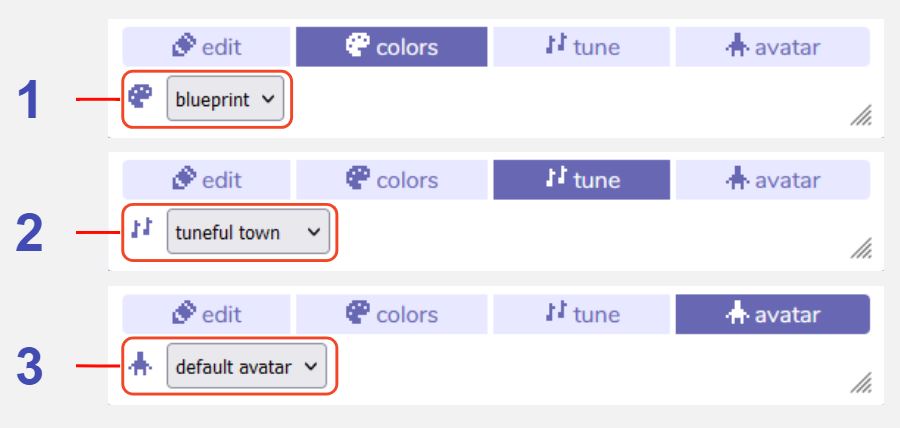 edit colors tune avatar
1 blueprint
edit colors tune avatar
2 tuneful town
edit colors tune avatar
3 default avatar